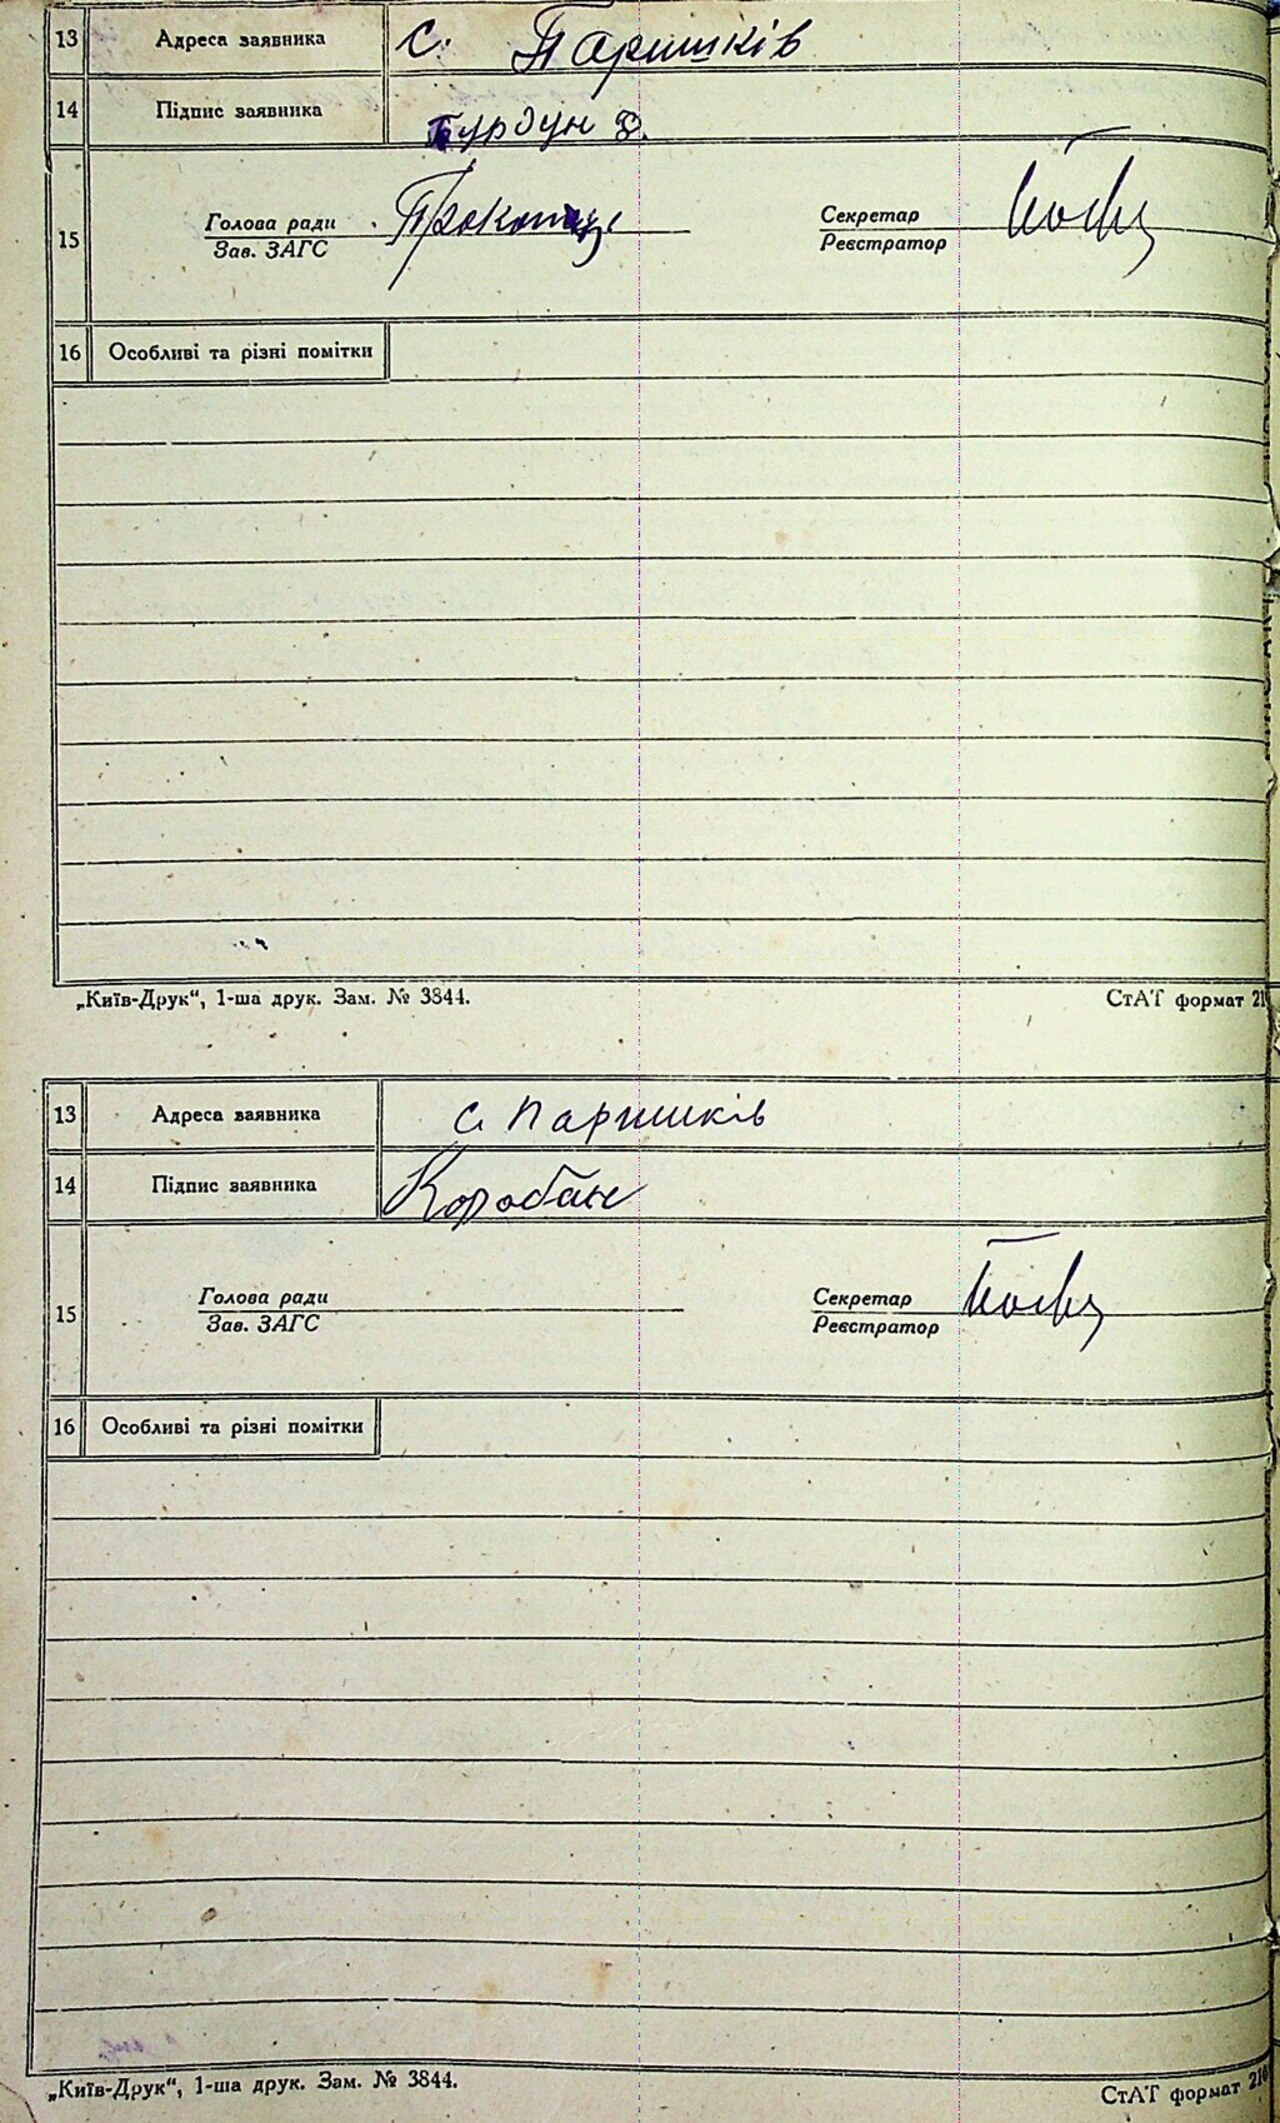 13 Адреса заявника с. Паришків
14 Підпис заявника Бурдун
15 Голова ради
Зав. ЗАГС
Секретар
Реєстратор
16 Особливі та різні помітки
„Київ-Друк“, 1-ша друк. Зам. № 3844. СтАТ формат 21
13 Адреса заявника с. Паришків
14 Підпис заявника Коробан
15 Голова ради
Зав. ЗАГС
Секретар
Реєстратор
16 Особливі та різні помітки
„Київ-Друк“, 1-ша друк. Зам. № 3844. СтАТ формат 210